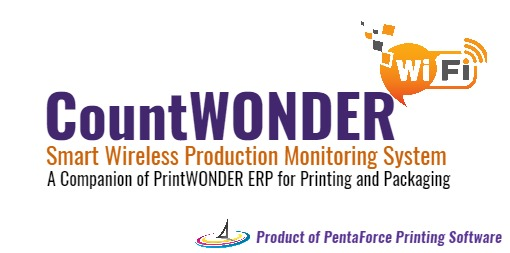 WiFi
CountWONDER
Smart Wireless Production Monitoring System
A Companion of PrintWONDER ERP for Printing and Packaging
Product of PentaForce Printing Software